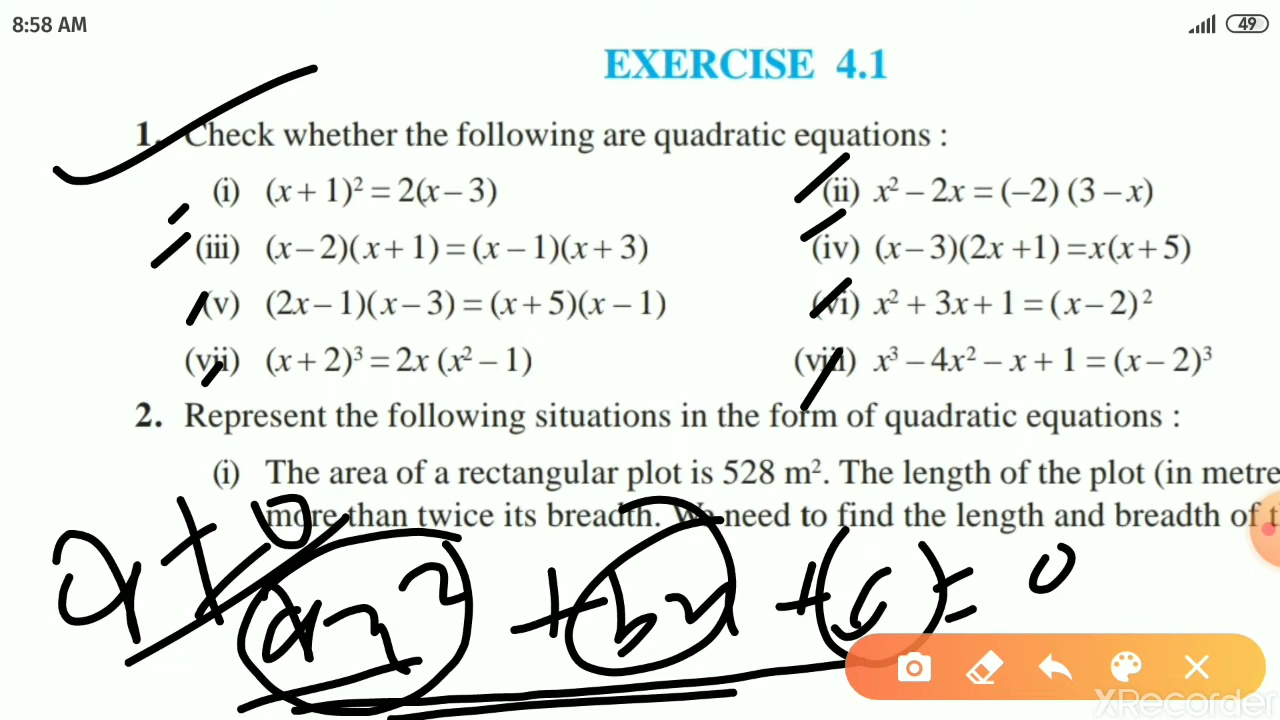 8:58 AM
49
EXERCISE 4.1
1. Check whether the following are quadratic equations :
(i) (x + 1)² = 2(x – 3)
(ii) x² – 2x = (–2) (3 – x)
(iii) (x – 2)(x + 1) = (x – 1)(x + 3)
(iv) (x – 3)(2x +1) = x(x + 5)
(v) (2x – 1)(x – 3) = (x + 5)(x – 1)
(vi) x² + 3x + 1 = (x – 2)²
(vii) (x + 2)³ = 2x (x² – 1)
(viii) x³ – 4x² – x + 1 = (x – 2)³
2. Represent the following situations in the form of quadratic equations :
(i) The area of a rectangular plot is 528 m². The length of the plot (in metre
more than twice its breadth. We need to find the length and breadth of t
a ≠ 0
ax² + bx + c = 0
XRecorder